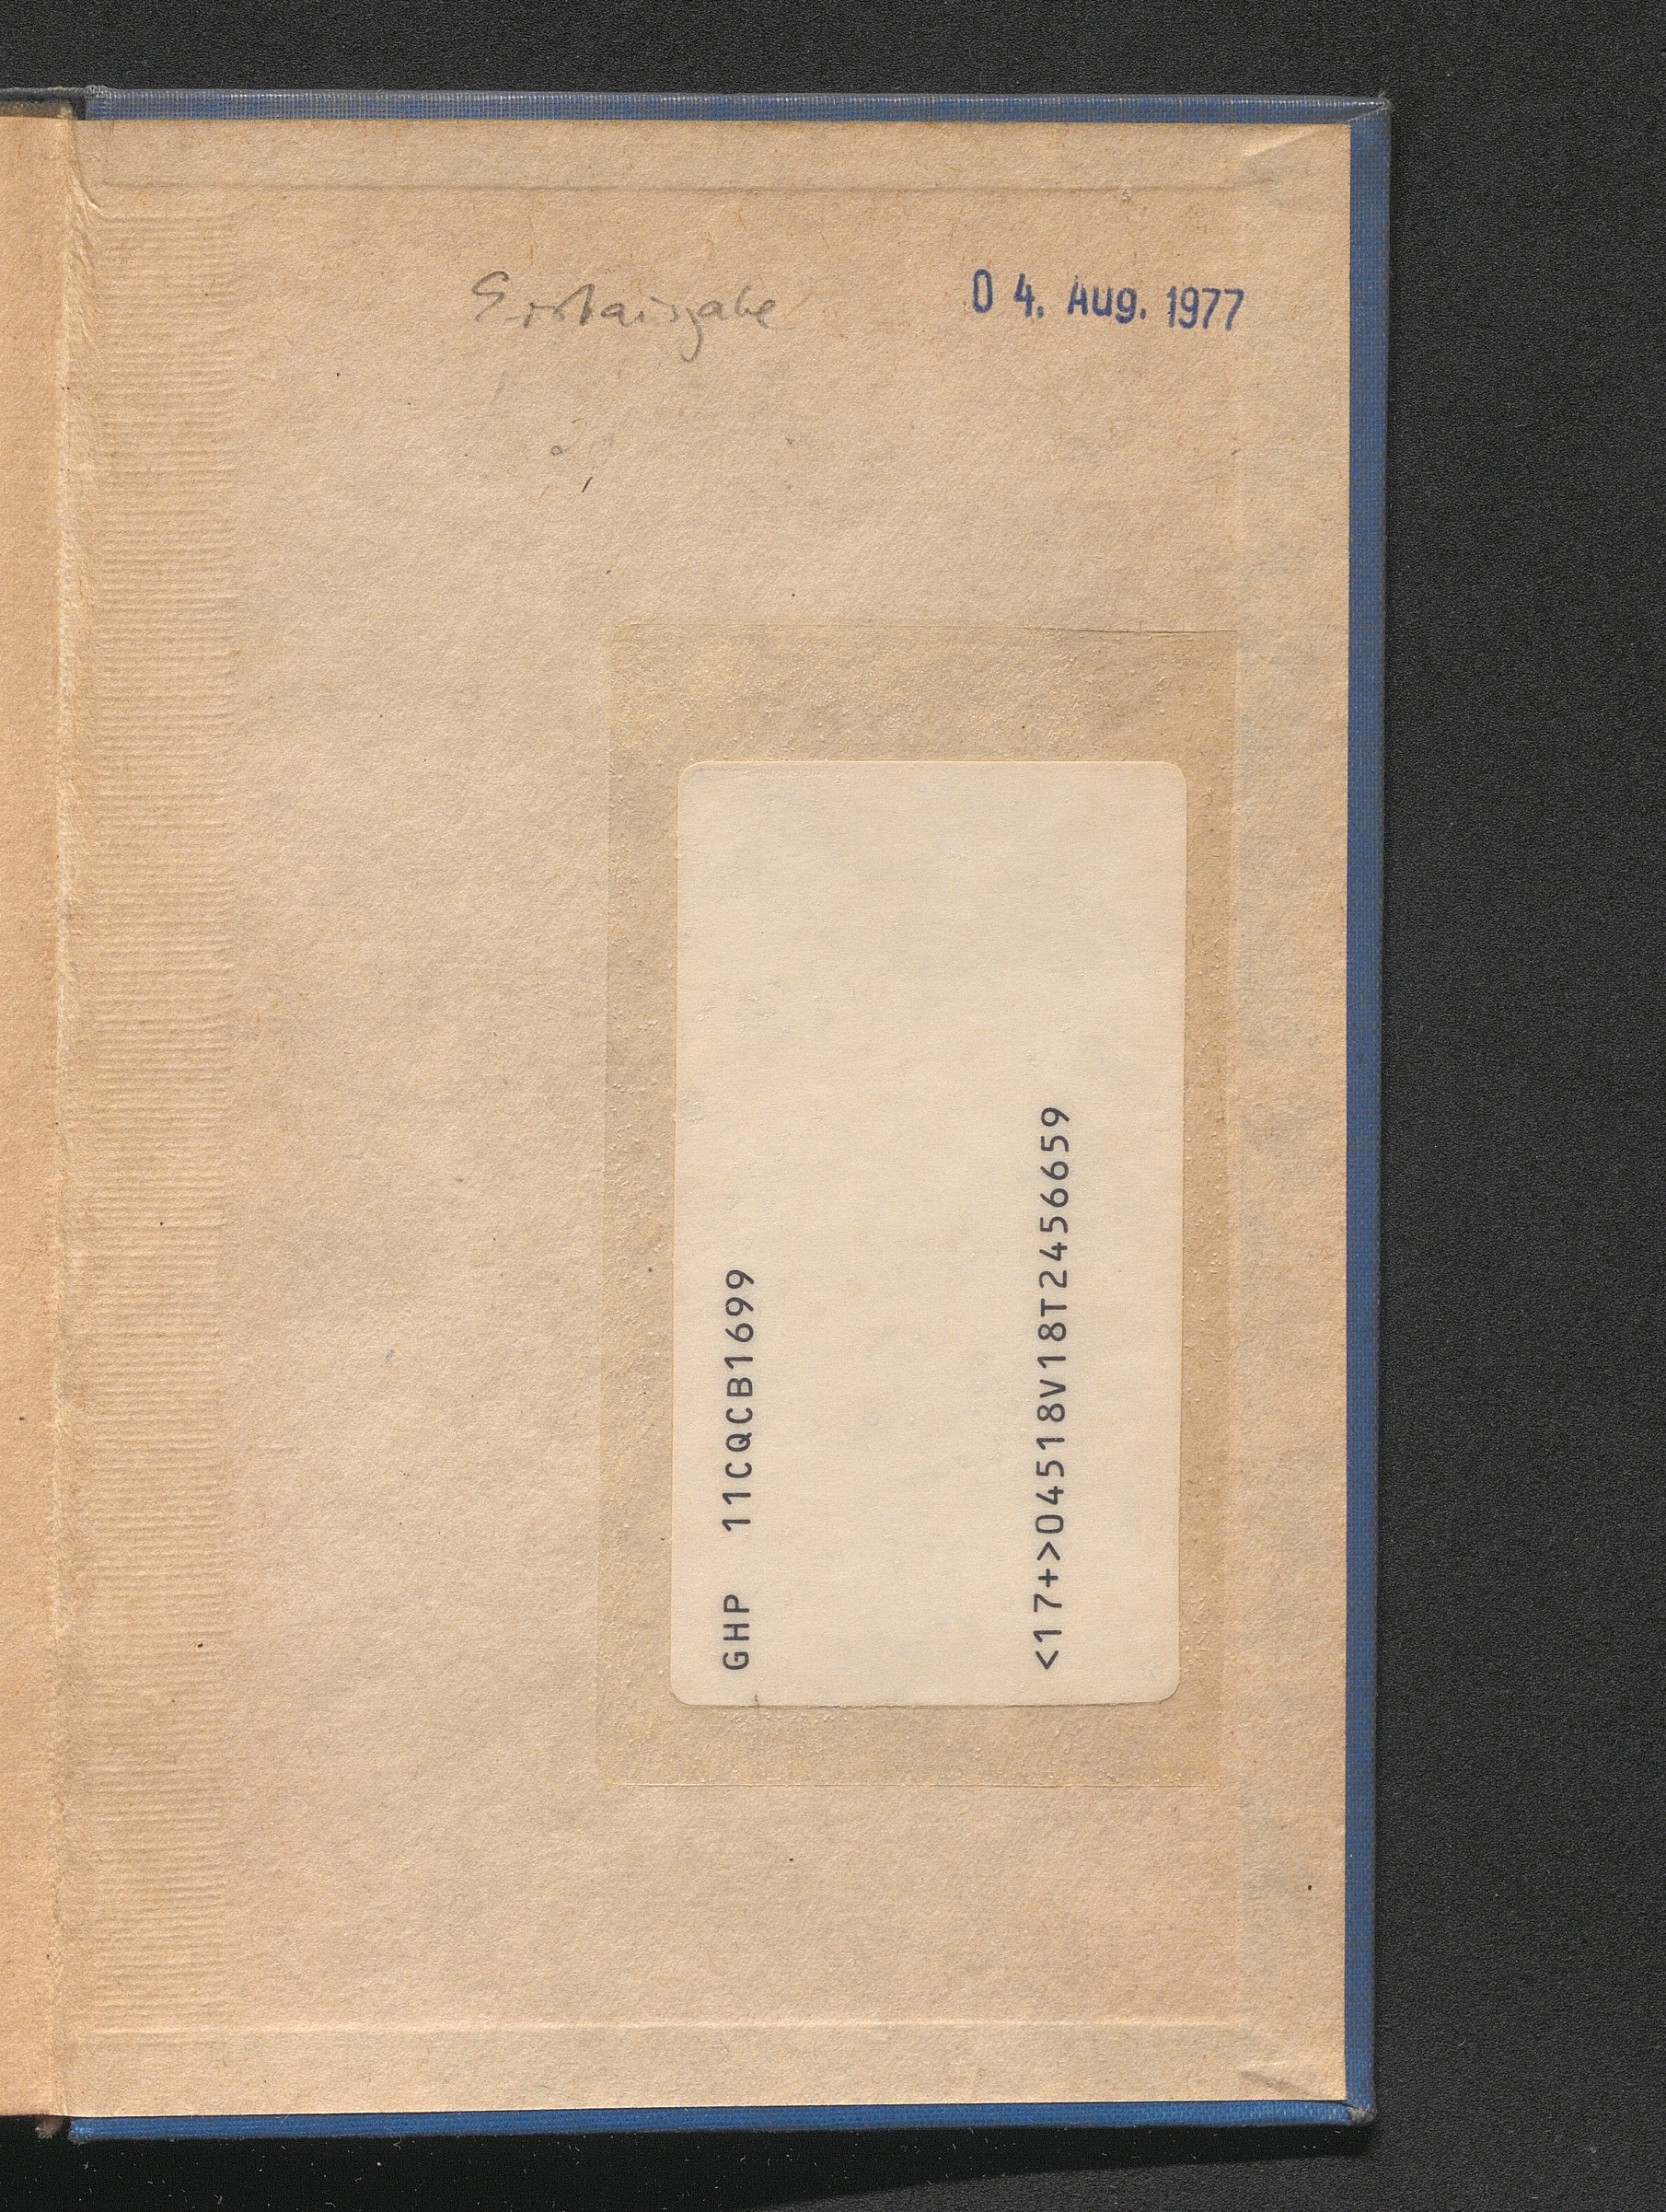 Erstausgabe
04. Aug. 1977
GHP 11CQCB1699
<17+>04518V18T2456659